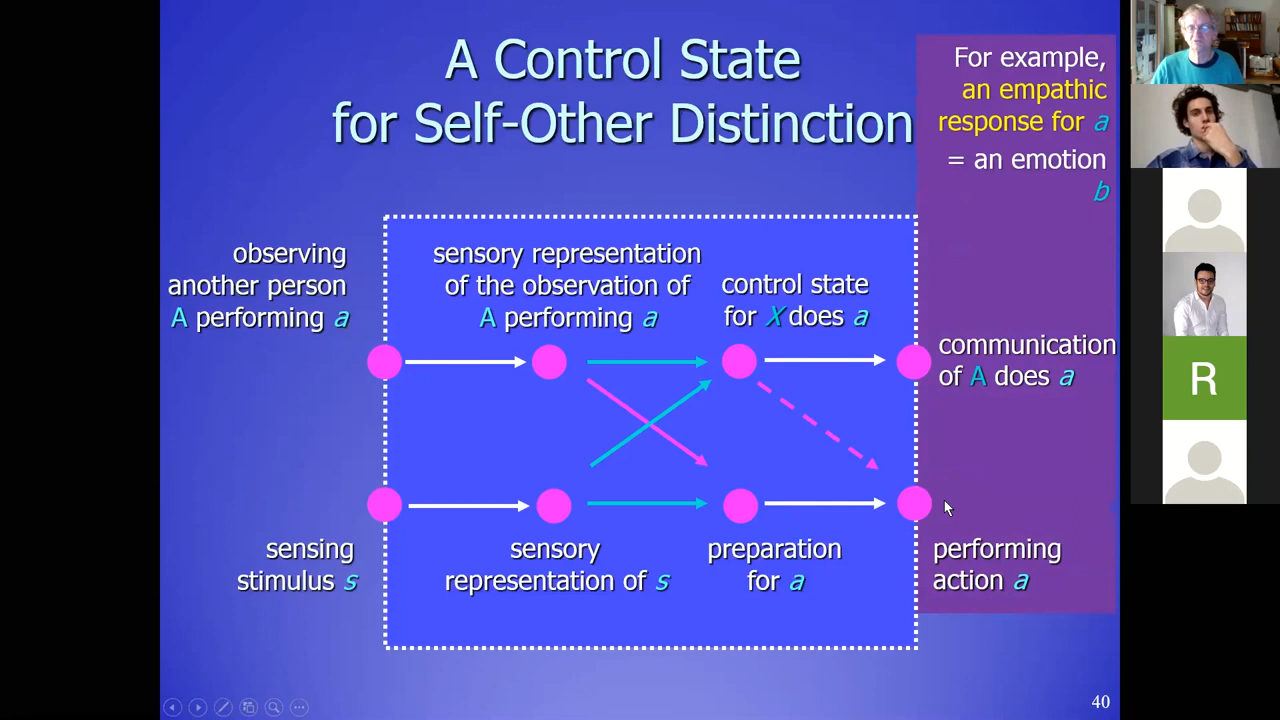 A Control State
for Self-Other Distinction
For example,
an empathic
response for a
= an emotion
b
observing
another person
A performing a
sensory representation
of the observation of
A performing a
control state
for X does a
communication
of A does a
sensing
stimulus s
sensory
representation of s
preparation
for a
performing
action a
R
40